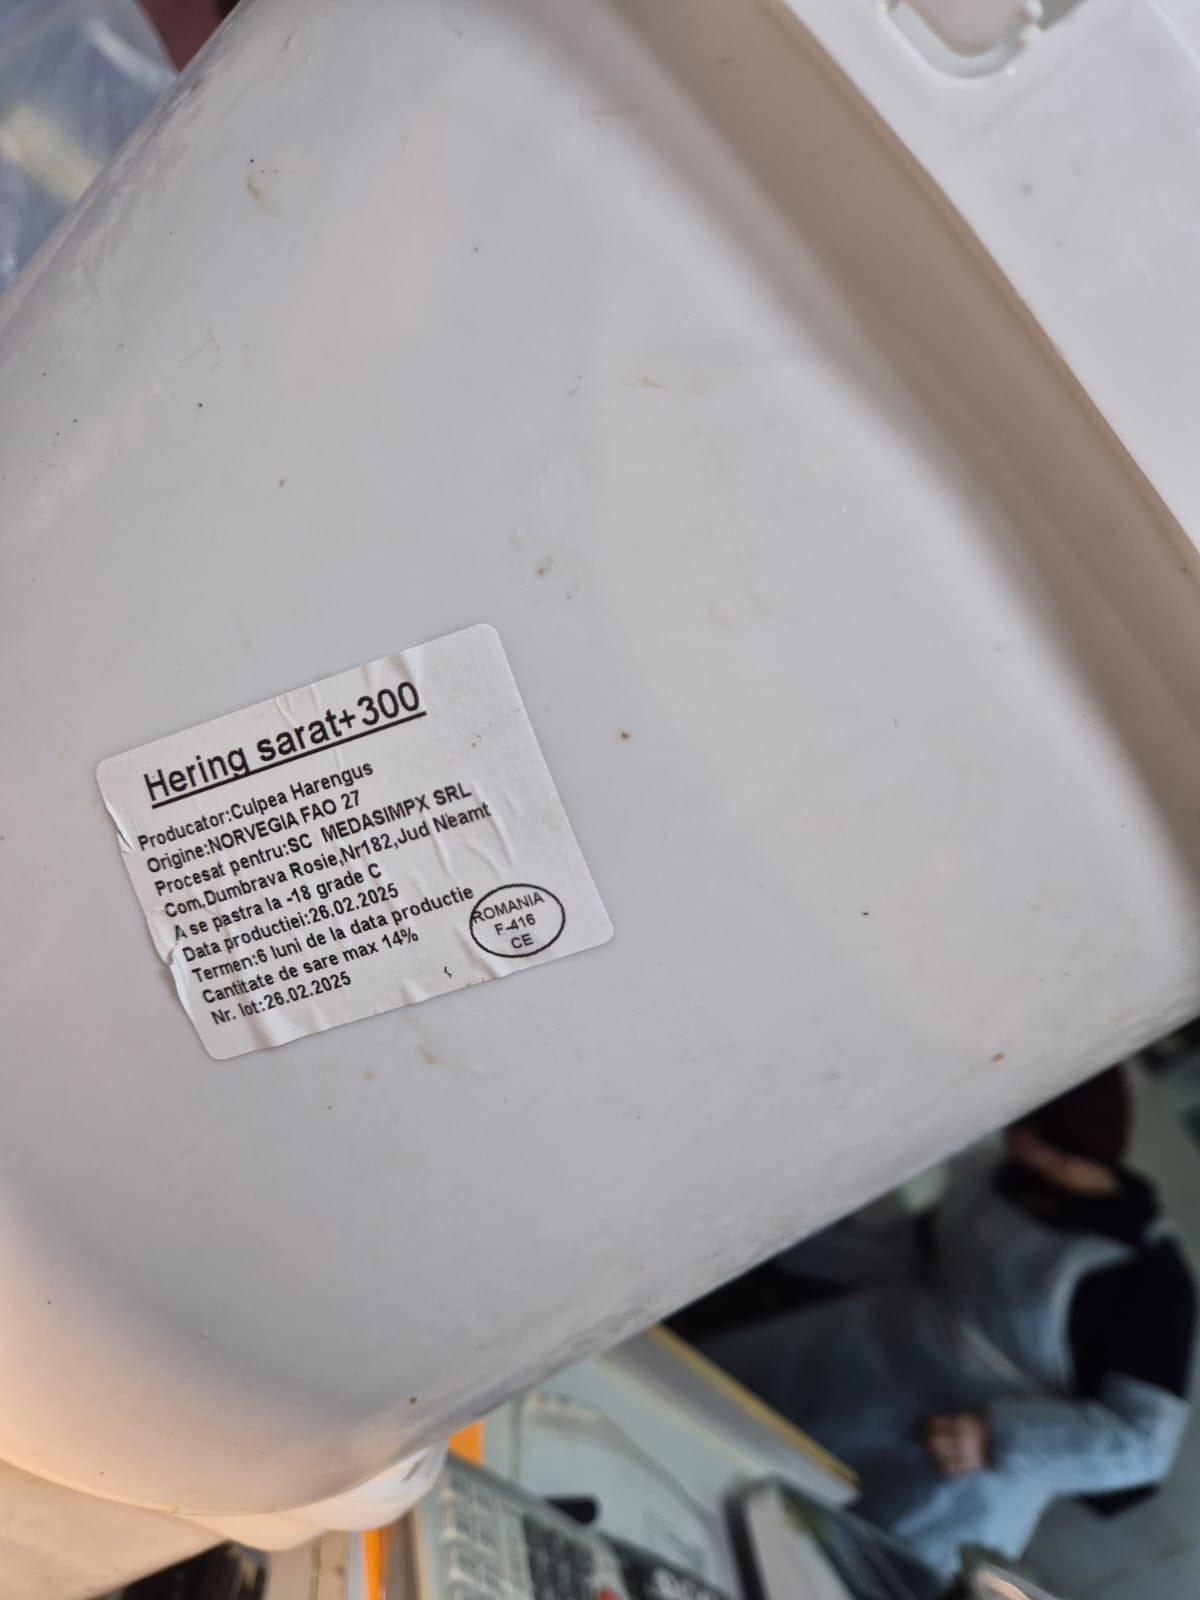 Hering sarat+300
Producator:Culpea Harengus
Origine:NORVEGIA FAO 27
Procesat pentru:SC MEDASIMPX SRL
Com,Dumbrava Rosie,Nr182,Jud Neamt
A se pastra la -18 grade C
Data productiei:26.02.2025
Termen:6 luni de la data productie
Cantitate de sare max 14%
Nr. lot:26.02.2025
ROMANIA
F-416
CE